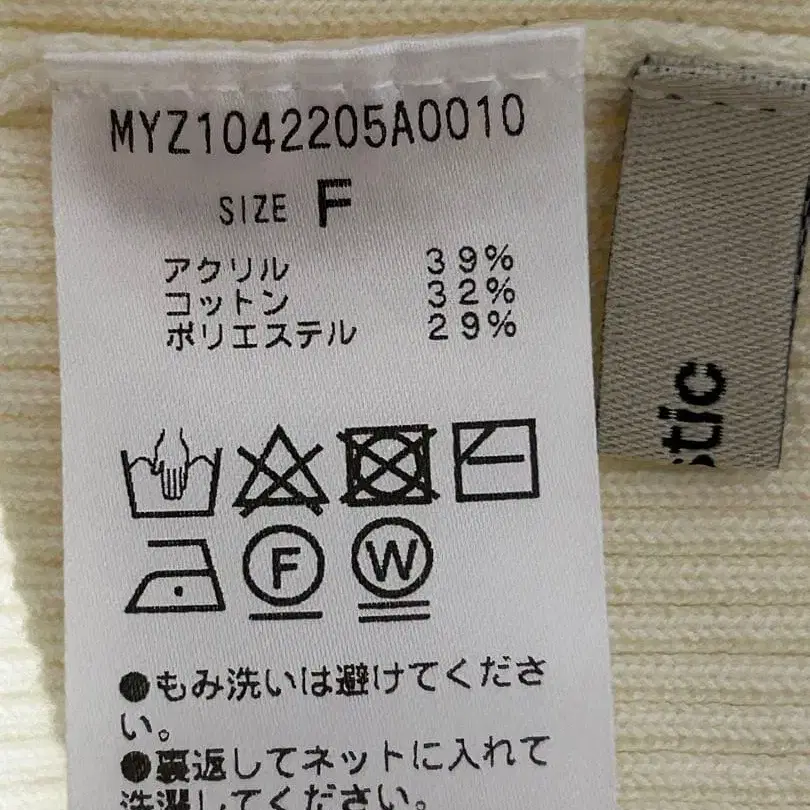 MYZ1042205A0010
SIZE F
アクリル 39%
コットン 32%
ポリエステル 29%
F W
●もみ洗いは避けてくださ
い。
●裏返してネットに入れて
洗濯してください。
stic